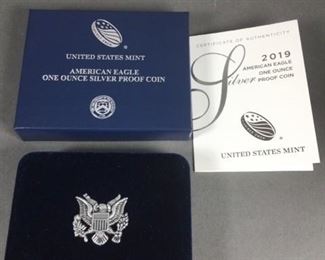 UNITED STATES MINT
AMERICAN EAGLE
ONE OUNCE SILVER PROOF COIN
CERTIFICATE OF AUTHENTICITY
2019
AMERICAN EAGLE
ONE OUNCE
PROOF COIN
Silver
UNITED STATES MINT